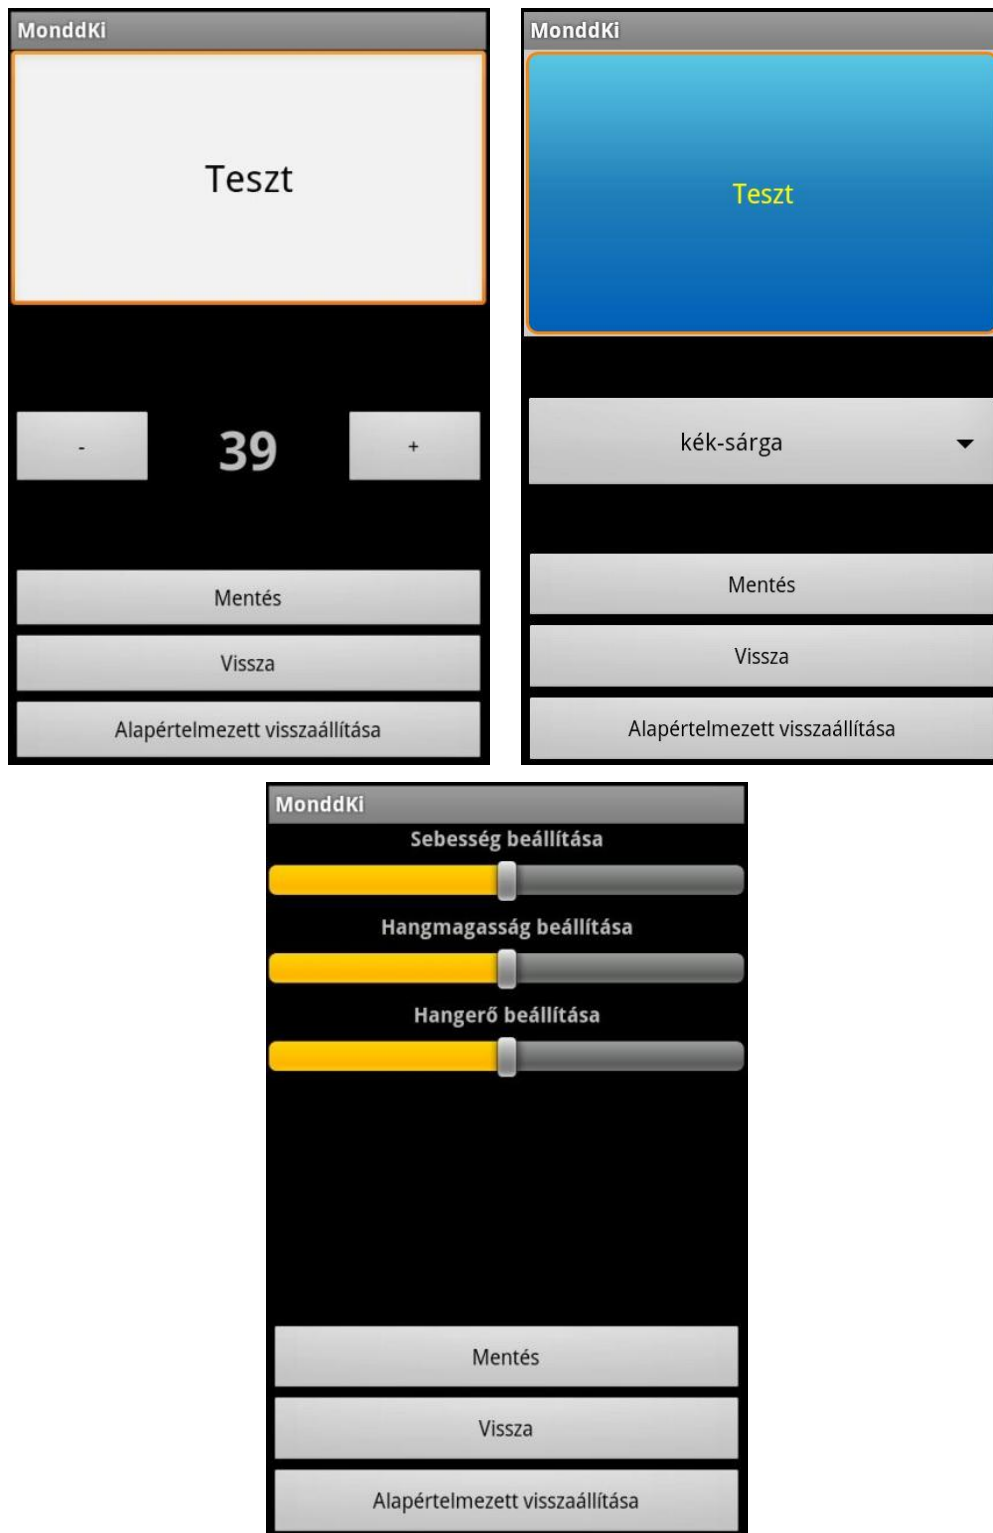 MonddKi
Teszt
-
39
+
Mentés
Vissza
Alapértelmezett visszaállítása
MonddKi
Teszt
kék-sárga
Mentés
Vissza
Alapértelmezett visszaállítása
MonddKi
Sebesség beállítása
Hangmagasság beállítása
Hangerő beállítása
Mentés
Vissza
Alapértelmezett visszaállítása